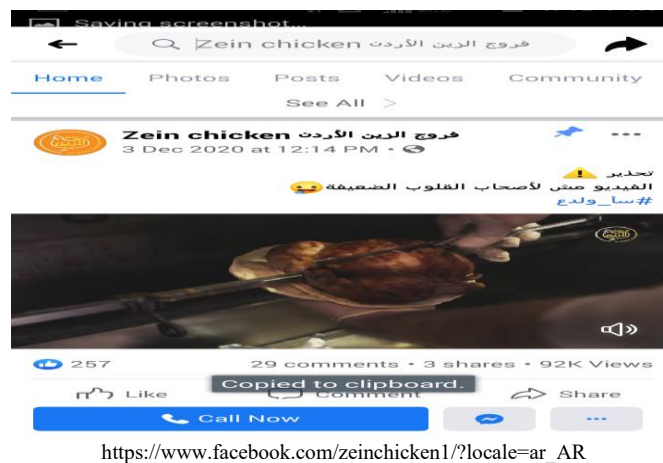 Saving screenshot...
Zein chicken فروج الزين الأردن
Home Photos Posts Videos Community
See All >
Zein chicken فروج الزين الأردن
3 Dec 2020 at 12:14 PM
تحذير ⚠️
الفيديو مش لأصحاب القلوب الضعيفة 🤤
#سآ_ولدع
257
29 comments • 3 shares • 92K Views
Like Comment Share
Copied to clipboard.
Call Now
https://www.facebook.com/zeinchicken1/?locale=ar_AR